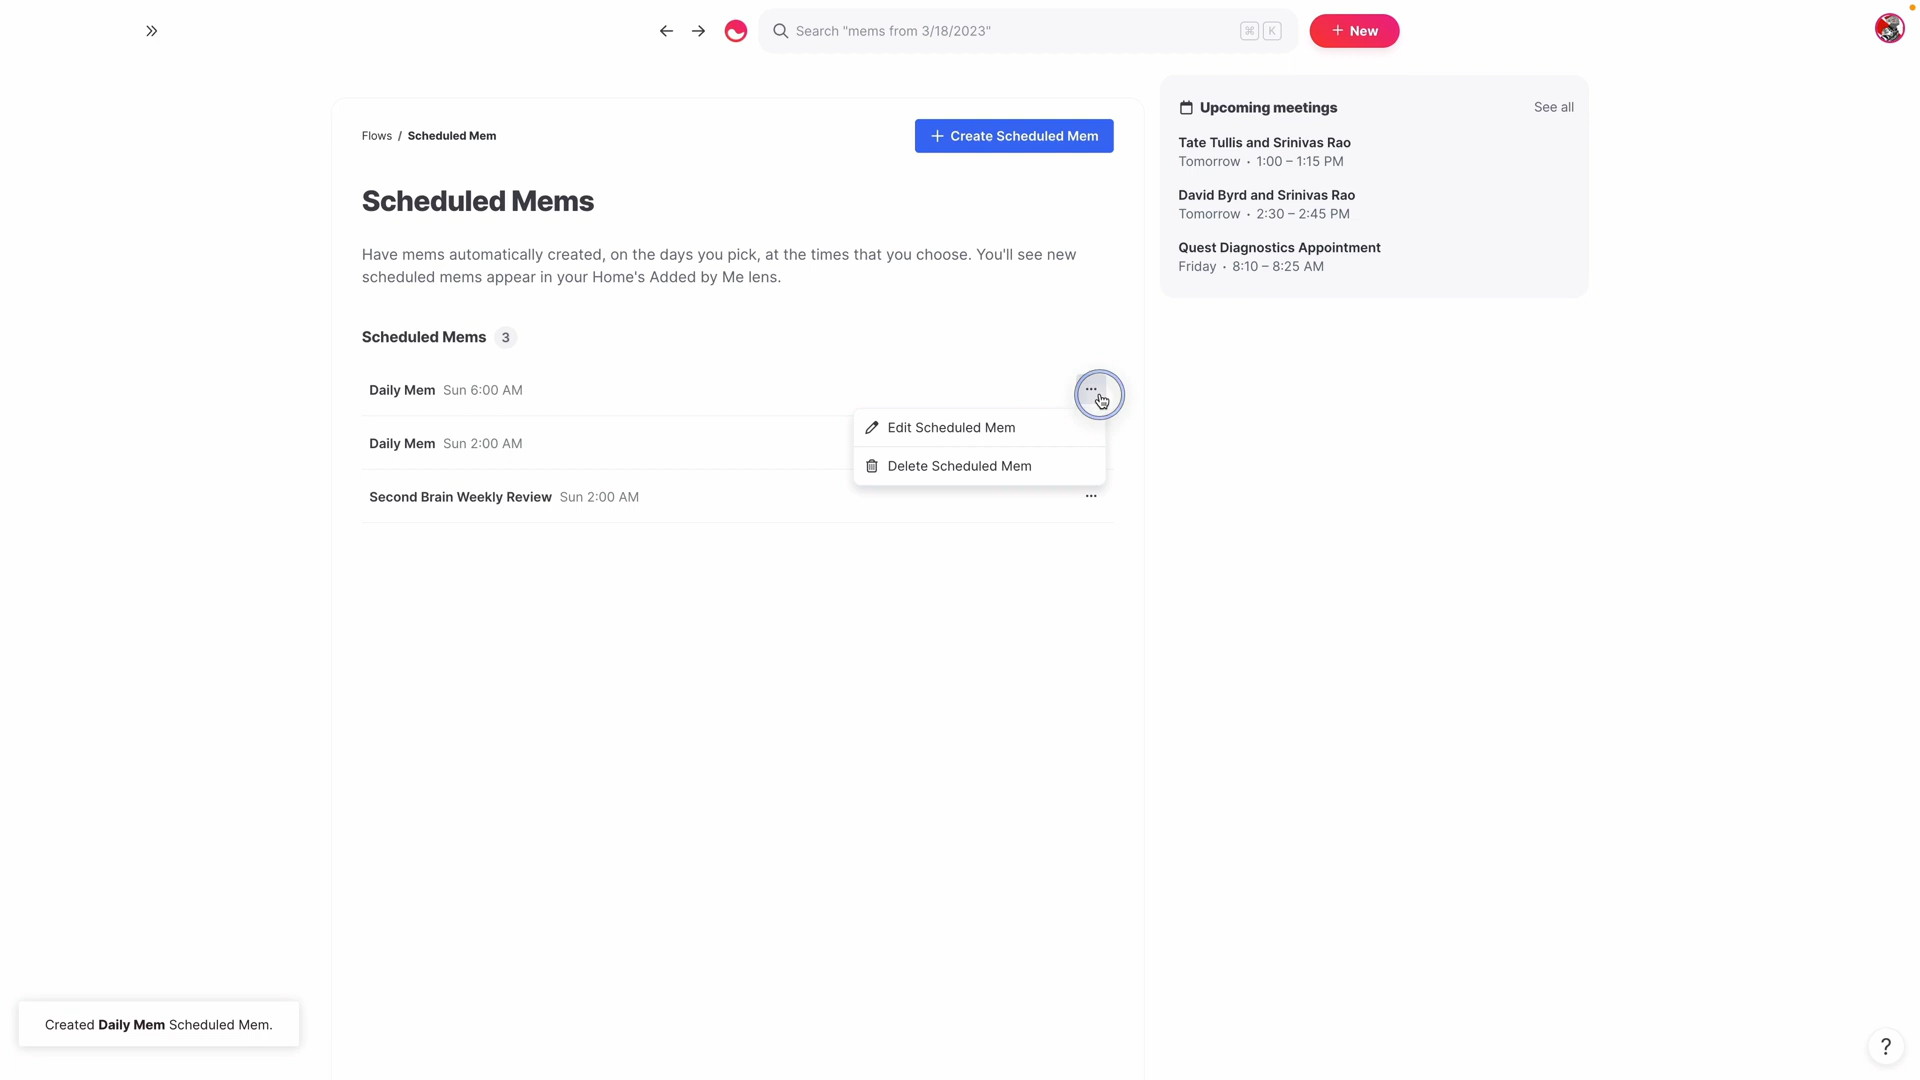 Search "mems from 3/18/2023"
⌘ K
+ New
Flows / Scheduled Mem
+ Create Scheduled Mem
Scheduled Mems
Have mems automatically created, on the days you pick, at the times that you choose. You'll see new
scheduled mems appear in your Home's Added by Me lens.
Scheduled Mems 3
Daily Mem Sun 6:00 AM
Edit Scheduled Mem
Delete Scheduled Mem
Daily Mem Sun 2:00 AM
Second Brain Weekly Review Sun 2:00 AM
Upcoming meetings See all
Tate Tullis and Srinivas Rao
Tomorrow • 1:00 – 1:15 PM
David Byrd and Srinivas Rao
Tomorrow • 2:30 – 2:45 PM
Quest Diagnostics Appointment
Friday • 8:10 – 8:25 AM
Created Daily Mem Scheduled Mem.
?